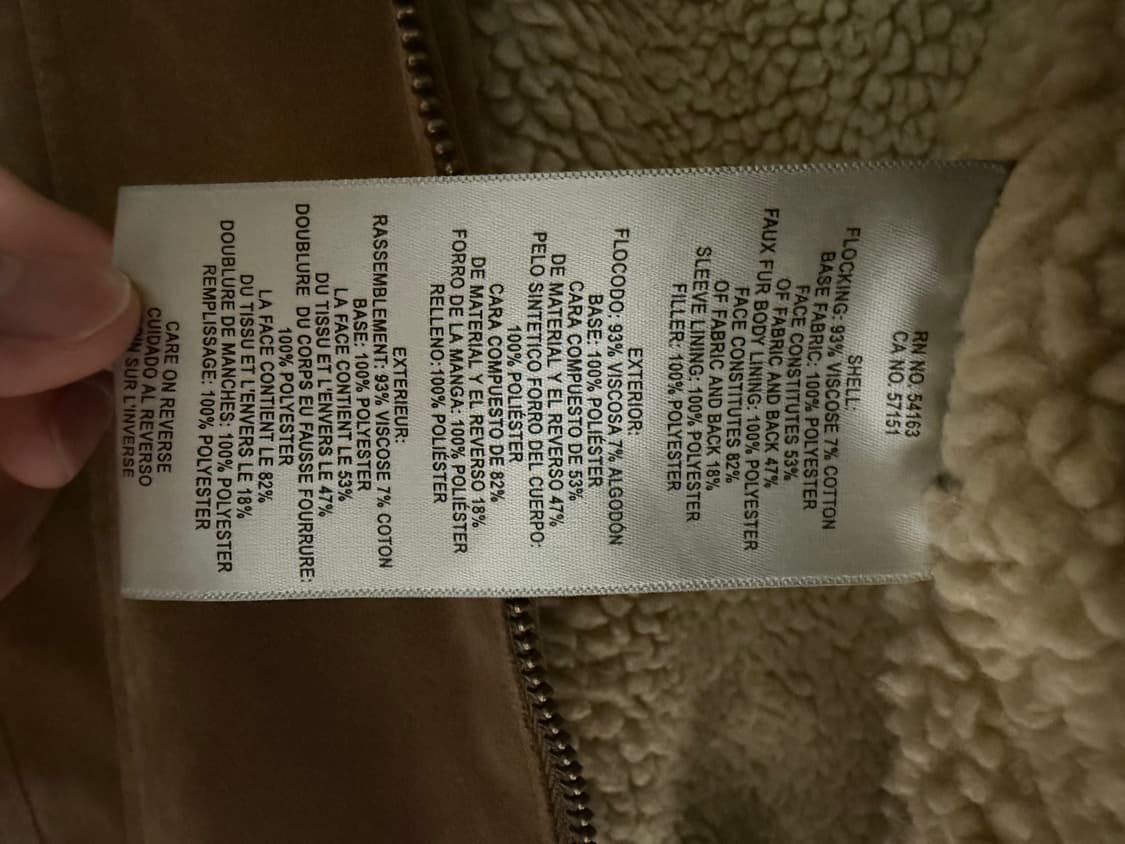 RN NO. 54163
CA NO. 57151
SHELL:
FLOCKING: 93% VISCOSE 7% COTTON
BASE FABRIC: 100% POLYESTER
FACE CONSTITUTES 53%
OF FABRIC AND BACK 47%
FAUX FUR BODY LINING: 100% POLYESTER
FACE CONSTITUTES 82%
OF FABRIC AND BACK 18%
SLEEVE LINING: 100% POLYESTER
FILLER: 100% POLYESTER
EXTERIOR:
FLOCODO: 93% VISCOSA 7% ALGODÓN
BASE: 100% POLIÉSTER
CARA COMPUESTO DE 53%
DE MATERIAL Y EL REVERSO 47%
PELO SINTETICO FORRO DEL CUERPO:
100% POLIÉSTER
CARA COMPUESTO DE 82%
DE MATERIAL Y EL REVERSO 18%
FORRO DE LA MANGA: 100% POLIÉSTER
RELLENO:100% POLIÉSTER
EXTERIEUR:
RASSEMBLEMENT: 93% VISCOSE 7% COTON
BASE: 100% POLYESTER
LA FACE CONTIENT LE 53%
DU TISSU ET L'ENVERS LE 47%
DOUBLURE DU CORPS EU FAUSSE FOURRURE:
100% POLYESTER
LA FACE CONTIENT LE 82%
DU TISSU ET L'ENVERS LE 18%
DOUBLURE DE MANCHES: 100% POLYESTER
REMPLISSAGE: 100% POLYESTER
CARE ON REVERSE
CUIDADO AL REVERSO
SUR L'INVERSE